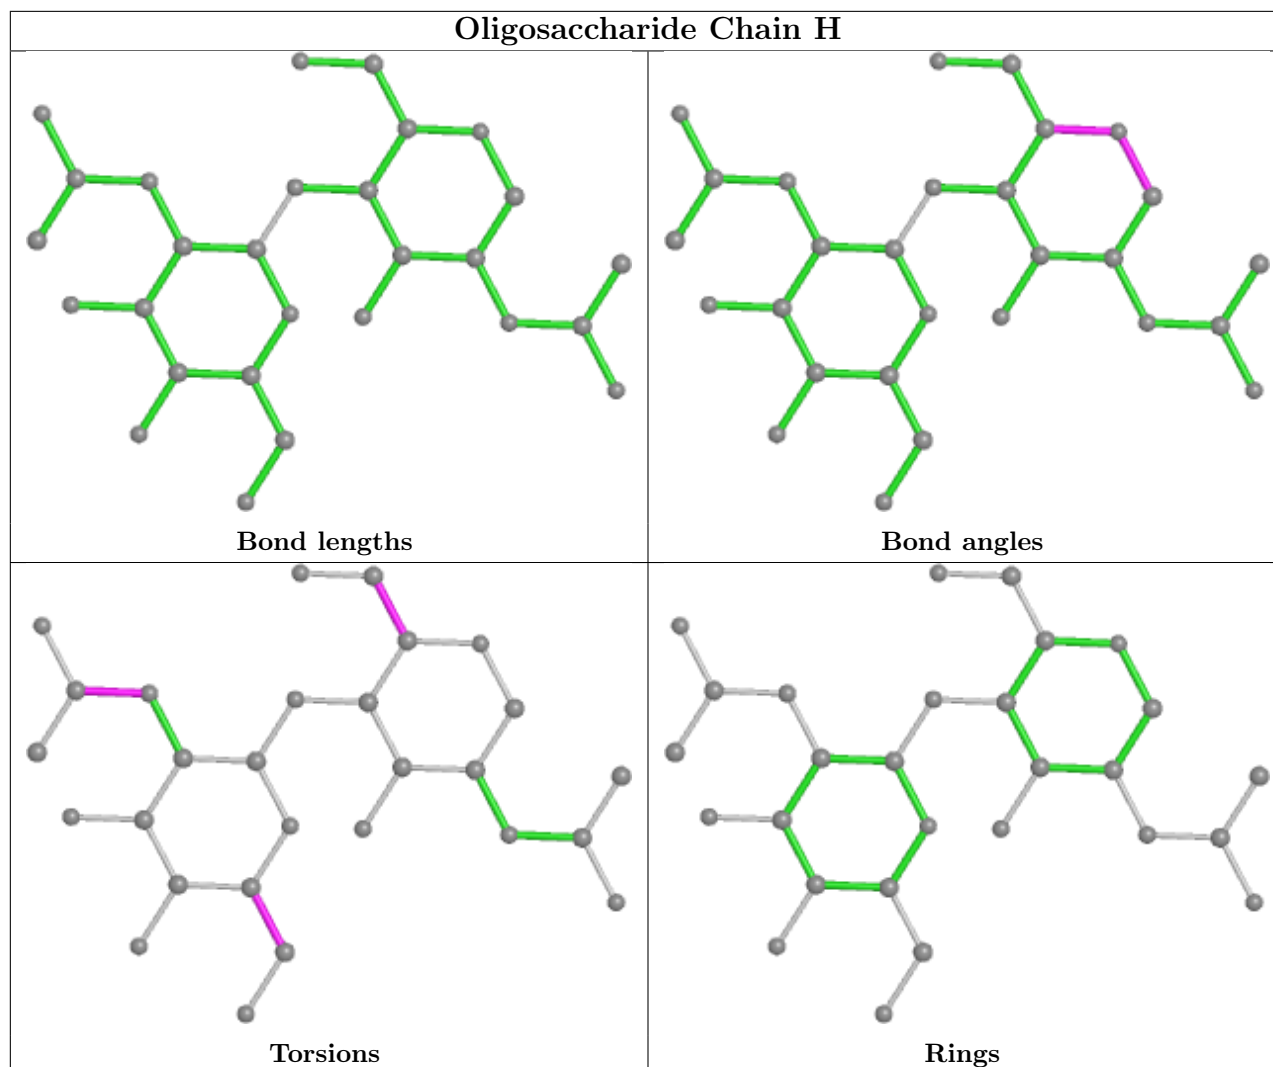 Oligosaccharide Chain H
Bond lengths
Bond angles
Torsions
Rings